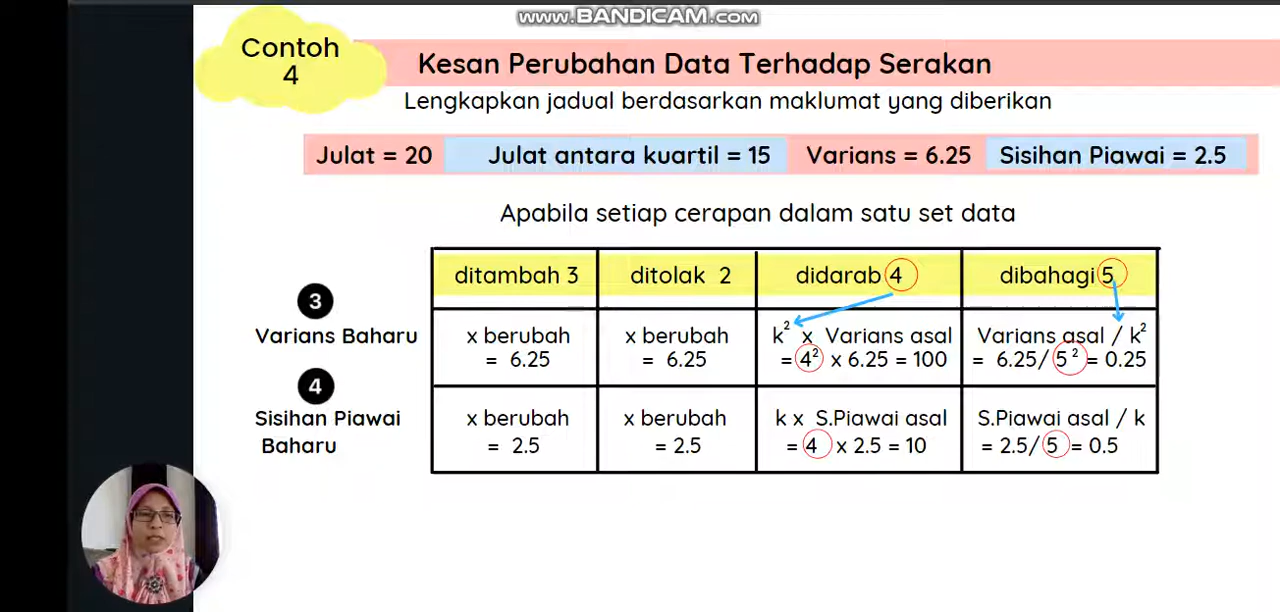 www.BANDICAM.com
Contoh
4
Kesan Perubahan Data Terhadap Serakan
Lengkapkan jadual berdasarkan maklumat yang diberikan
Julat = 20 Julat antara kuartil = 15 Varians = 6.25 Sisihan Piawai = 2.5
Apabila setiap cerapan dalam satu set data
ditambah 3 ditolak 2 didarab 4 dibahagi 5
3
Varians Baharu
x berubah
= 6.25
x berubah
= 6.25
k² x Varians asal
= 4² x 6.25 = 100
Varians asal / k²
= 6.25/ 5² = 0.25
4
Sisihan Piawai
Baharu
x berubah
= 2.5
x berubah
= 2.5
k x S.Piawai asal
= 4 x 2.5 = 10
S.Piawai asal / k
= 2.5/ 5 = 0.5